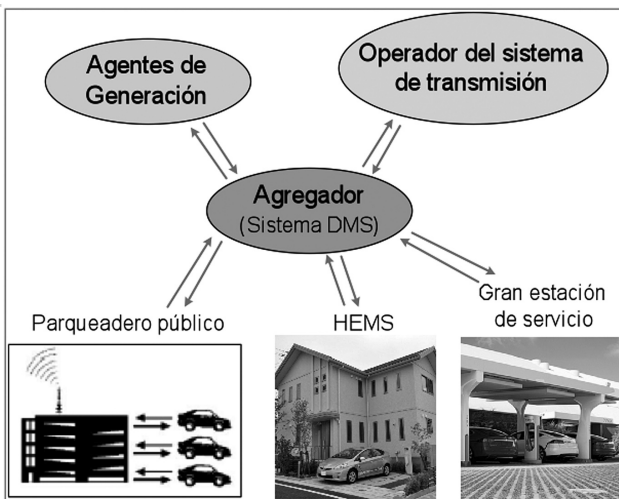 Agentes de
Generación
Operador del sistema
de transmisión
Agregador
(Sistema DMS)
Parqueadero público
HEMS
Gran estación
de servicio